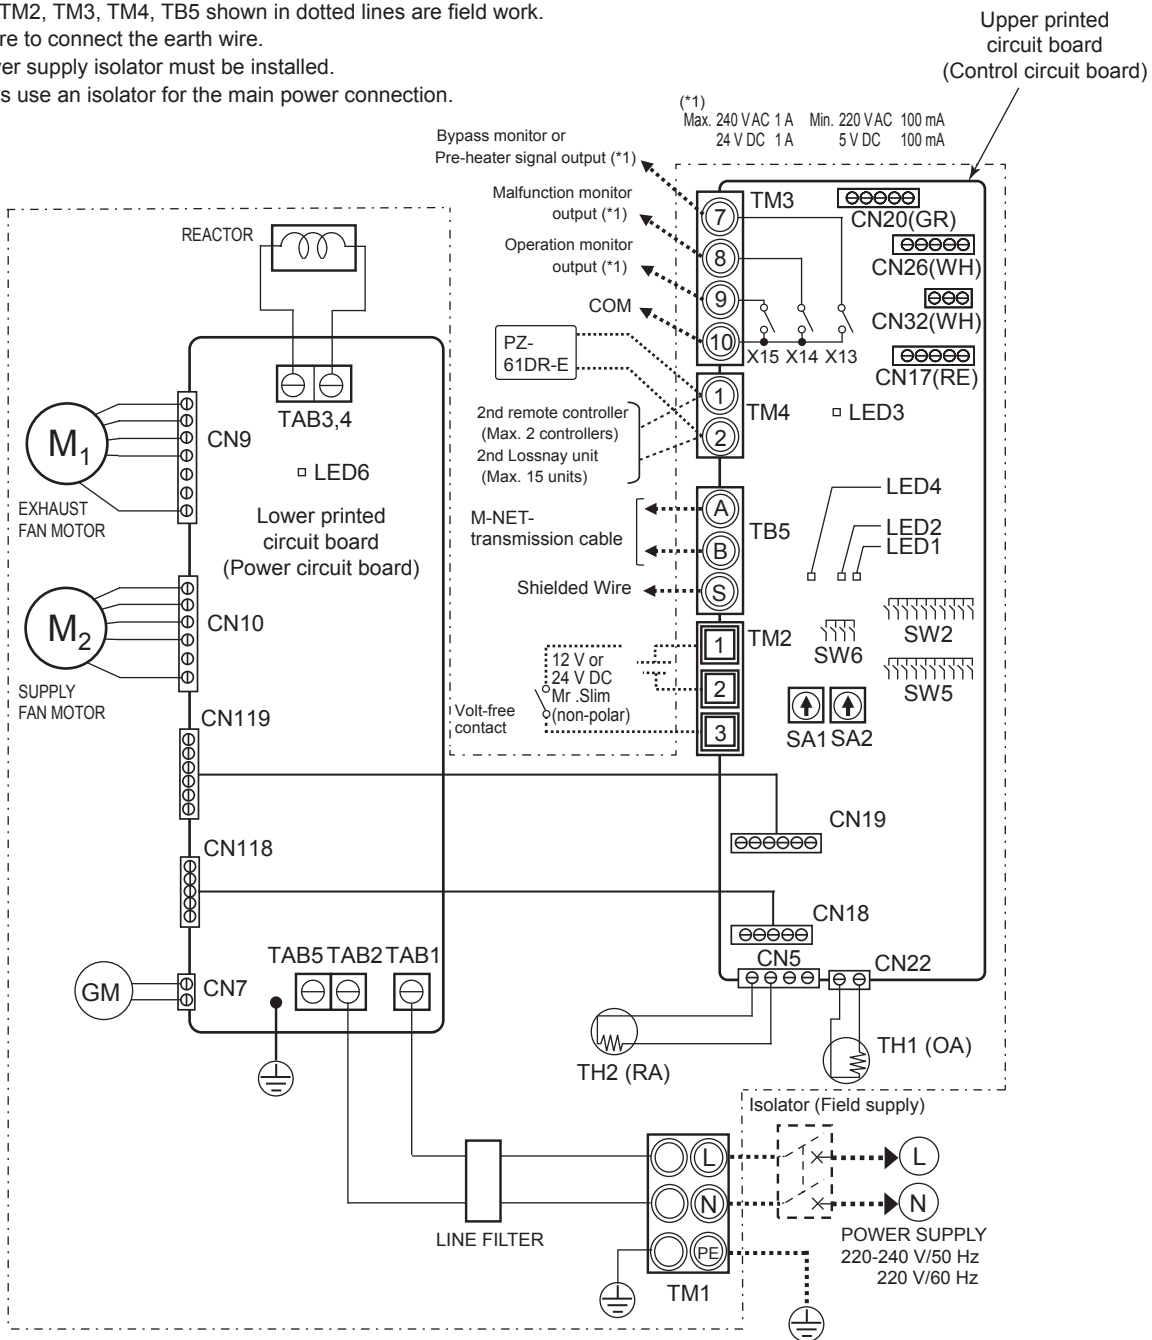 TM2, TM3, TM4, TB5 shown in dotted lines are field work.
re to connect the earth wire.
er supply isolator must be installed.
s use an isolator for the main power connection.
Upper printed
circuit board
(Control circuit board)
(*1)
Max. 240 VAC 1 A Min. 220 VAC 100 mA
24 V DC 1 A 5 V DC 100 mA
Bypass monitor or
Pre-heater signal output (*1)
Malfunction monitor
output (*1)
Operation monitor
output (*1)
COM
7
8
9
10
TM3
X15 X14 X13
CN20(GR)
CN26(WH)
CN32(WH)
CN17(RE)
REACTOR
TAB3,4
PZ-
61DR-E
1
2
TM4
LED3
2nd remote controller
(Max. 2 controllers)
2nd Lossnay unit
(Max. 15 units)
M1
EXHAUST
FAN MOTOR
CN9
LED6
Lower printed
circuit board
(Power circuit board)
M-NET-
transmission cable
Shielded Wire
A
B
S
TB5
LED4
LED2
LED1
M2
SUPPLY
FAN MOTOR
CN10
SW2
SW6
SW5
1
2
3
TM2
12 V or
24 V DC
Mr .Slim
(non-polar)
Volt-free
contact
SA1 SA2
CN119
CN19
CN118
CN18
CN5
CN22
GM
CN7
TAB5 TAB2 TAB1
TH2 (RA)
TH1 (OA)
Isolator (Field supply)
L
N
PE
TM1
L
N
LINE FILTER
POWER SUPPLY
220-240 V/50 Hz
220 V/60 Hz